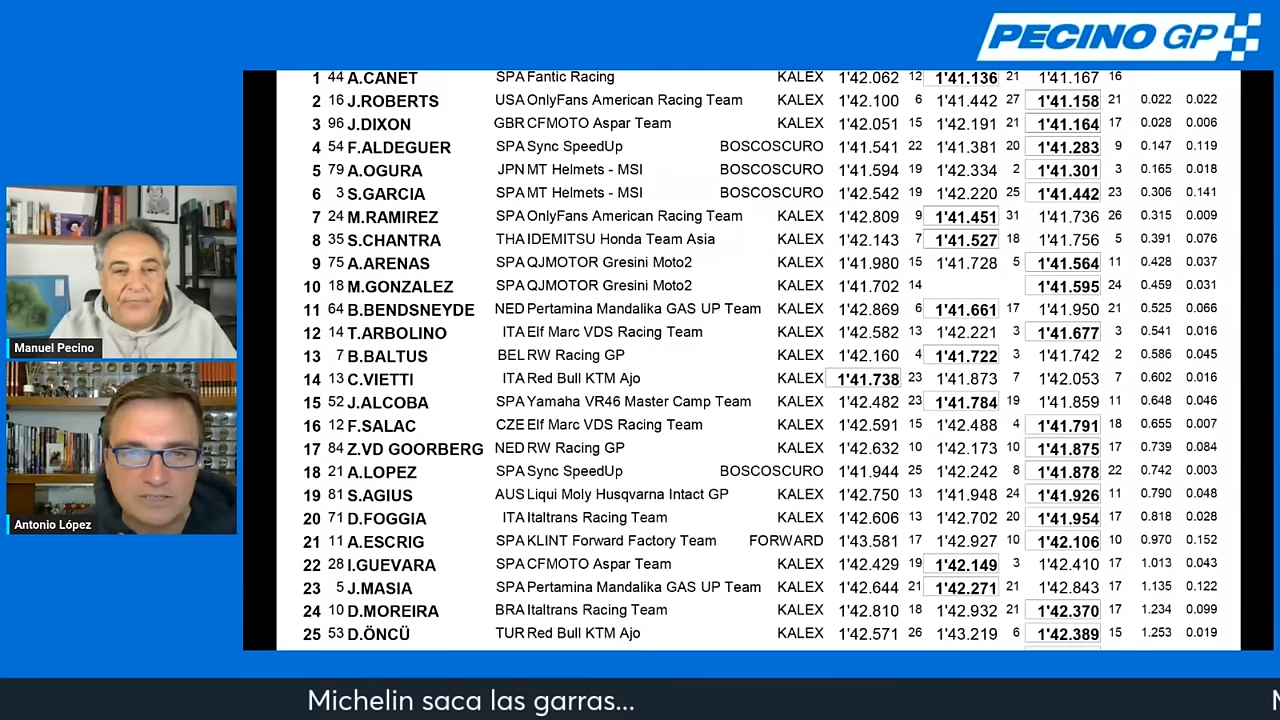 PECINO GP
1 44 A.CANET SPA Fantic Racing KALEX 1'42.062 12 1'41.136 21 1'41.167 16
2 16 J.ROBERTS USA OnlyFans American Racing Team KALEX 1'42.100 6 1'41.442 27 1'41.158 21 0.022 0.022
3 96 J.DIXON GBR CFMOTO Aspar Team KALEX 1'42.051 15 1'42.191 21 1'41.164 17 0.028 0.006
4 54 F.ALDEGUER SPA Sync SpeedUp BOSCOSCURO 1'41.541 22 1'41.381 20 1'41.283 9 0.147 0.119
5 79 A.OGURA JPN MT Helmets - MSI BOSCOSCURO 1'41.594 19 1'42.334 2 1'41.301 3 0.165 0.018
6 3 S.GARCIA SPA MT Helmets - MSI BOSCOSCURO 1'42.542 19 1'42.220 25 1'41.442 23 0.306 0.141
7 24 M.RAMIREZ SPA OnlyFans American Racing Team KALEX 1'42.809 9 1'41.451 31 1'41.736 26 0.315 0.009
8 35 S.CHANTRA THA IDEMITSU Honda Team Asia KALEX 1'42.143 7 1'41.527 18 1'41.756 5 0.391 0.076
9 75 A.ARENAS SPA QJMOTOR Gresini Moto2 KALEX 1'41.980 15 1'41.728 5 1'41.564 11 0.428 0.037
10 18 M.GONZALEZ SPA QJMOTOR Gresini Moto2 KALEX 1'41.702 14 1'41.595 24 0.459 0.031
11 64 B.BENDSNEYDE NED Pertamina Mandalika GAS UP Team KALEX 1'42.869 6 1'41.661 17 1'41.950 21 0.525 0.066
12 14 T.ARBOLINO ITA Elf Marc VDS Racing Team KALEX 1'42.582 13 1'42.221 3 1'41.677 3 0.541 0.016
13 7 B.BALTUS BEL RW Racing GP KALEX 1'42.160 4 1'41.722 3 1'41.742 2 0.586 0.045
14 13 C.VIETTI ITA Red Bull KTM Ajo KALEX 1'41.738 23 1'41.873 7 1'42.053 7 0.602 0.016
15 52 J.ALCOBA SPA Yamaha VR46 Master Camp Team KALEX 1'42.482 23 1'41.784 19 1'41.859 11 0.648 0.046
16 12 F.SALAC CZE Elf Marc VDS Racing Team KALEX 1'42.591 15 1'42.488 4 1'41.791 18 0.655 0.007
17 84 Z.VD GOORBERG NED RW Racing GP KALEX 1'42.632 10 1'42.173 10 1'41.875 17 0.739 0.084
18 21 A.LOPEZ SPA Sync SpeedUp BOSCOSCURO 1'41.944 25 1'42.242 8 1'41.878 22 0.742 0.003
19 81 S.AGIUS AUS Liqui Moly Husqvarna Intact GP KALEX 1'42.750 13 1'41.948 24 1'41.926 11 0.790 0.048
20 71 D.FOGGIA ITA Italtrans Racing Team KALEX 1'42.606 13 1'42.702 20 1'41.954 17 0.818 0.028
21 11 A.ESCRIG SPA KLINT Forward Factory Team FORWARD 1'43.581 17 1'42.927 10 1'42.106 10 0.970 0.152
22 28 I.GUEVARA SPA CFMOTO Aspar Team KALEX 1'42.429 19 1'42.149 3 1'42.410 17 1.013 0.043
23 5 J.MASIA SPA Pertamina Mandalika GAS UP Team KALEX 1'42.644 21 1'42.271 21 1'42.843 17 1.135 0.122
24 10 D.MOREIRA BRA Italtrans Racing Team KALEX 1'42.810 18 1'42.932 21 1'42.370 17 1.234 0.099
25 53 D.ÖNCÜ TUR Red Bull KTM Ajo KALEX 1'42.571 26 1'43.219 6 1'42.389 15 1.253 0.019
Manuel Pecino
Antonio López
Michelin saca las garras...